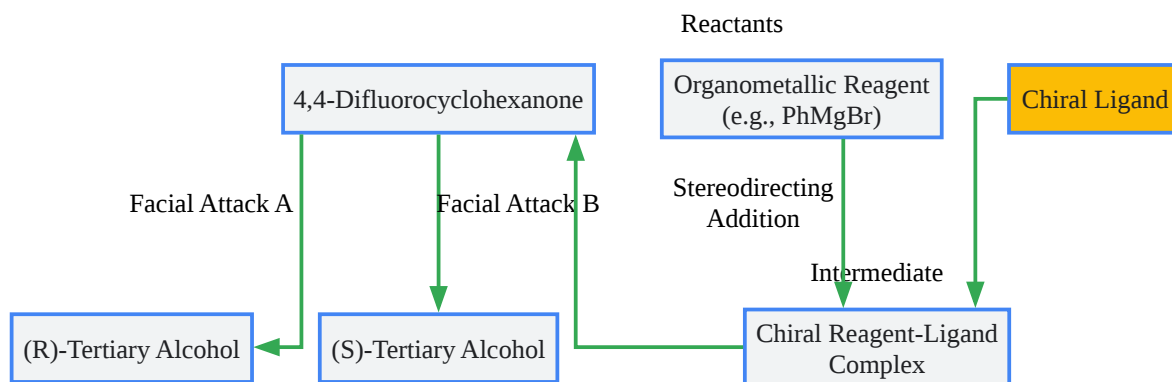 Reactants
4,4-Difluorocyclohexanone
Organometallic Reagent
(e.g., PhMgBr)
Chiral Ligand
Facial Attack A
Facial Attack B
Stereodirecting
Addition
Intermediate
(R)-Tertiary Alcohol
(S)-Tertiary Alcohol
Chiral Reagent-Ligand
Complex